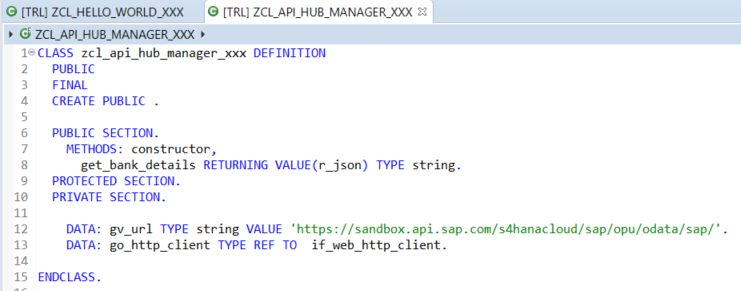 [TRL] ZCL_HELLO_WORLD_XXX [TRL] ZCL_API_HUB_MANAGER_XXX
ZCL_API_HUB_MANAGER_XXX
1 CLASS zcl_api_hub_manager_xxx DEFINITION
2 PUBLIC
3 FINAL
4 CREATE PUBLIC .
5
6 PUBLIC SECTION.
7 METHODS: constructor,
8 get_bank_details RETURNING VALUE(r_json) TYPE string.
9 PROTECTED SECTION.
10 PRIVATE SECTION.
11
12 DATA: gv_url TYPE string VALUE 'https://sandbox.api.sap.com/s4hanacloud/sap/opu/odata/sap/'.
13 DATA: go_http_client TYPE REF TO if_web_http_client.
14
15 ENDCLASS.